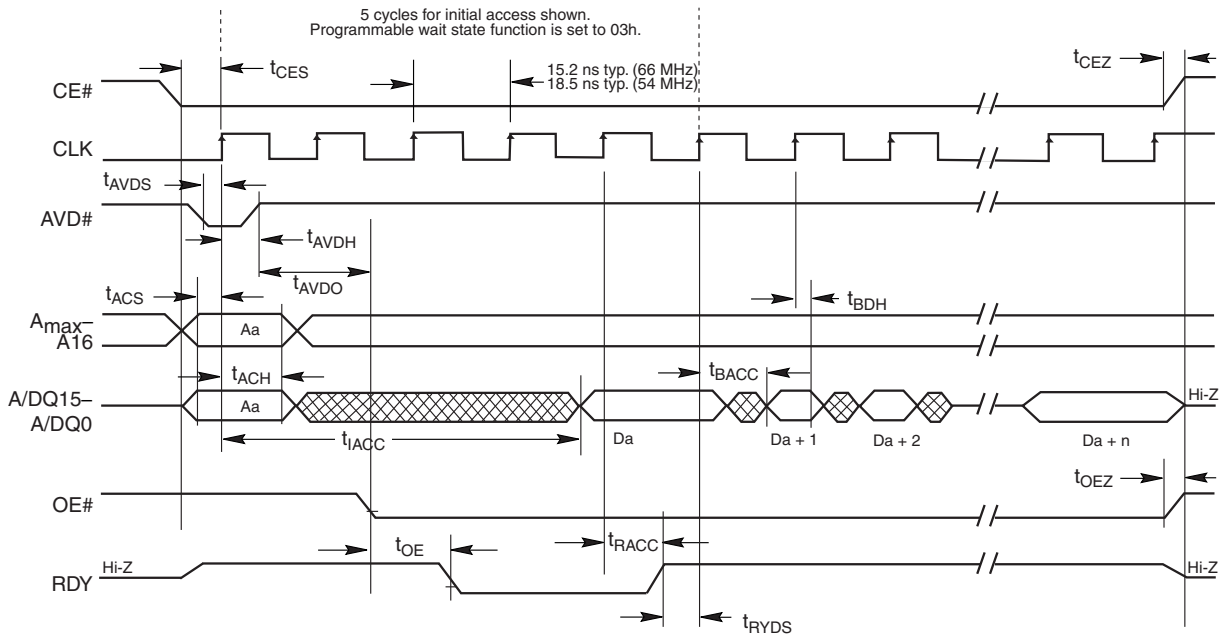 5 cycles for initial access shown.
Programmable wait state function is set to 03h.
tCES
15.2 ns typ. (66 MHz)
18.5 ns typ. (54 MHz)
tCEZ
CE#
CLK
tAVDS
AVD#
tAVDH
tAVDO
tACS
tBDH
Amax–
A16
Aa
tACH
tBACC
A/DQ15–
A/DQ0
Aa
Hi-Z
tIACC
Da
Da + 1
Da + 2
Da + n
tOEZ
OE#
tOE
tRACC
RDY
Hi-Z
Hi-Z
tRYDS